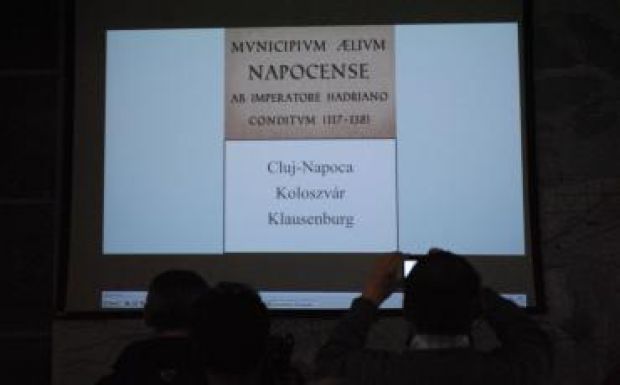 MVNICIPIVM ÆLIVM
NAPOCENSE
AB IMPERATORE HADRIANO
CONDITVM (117-138)
Cluj-Napoca
Koloszvár
Klausenburg